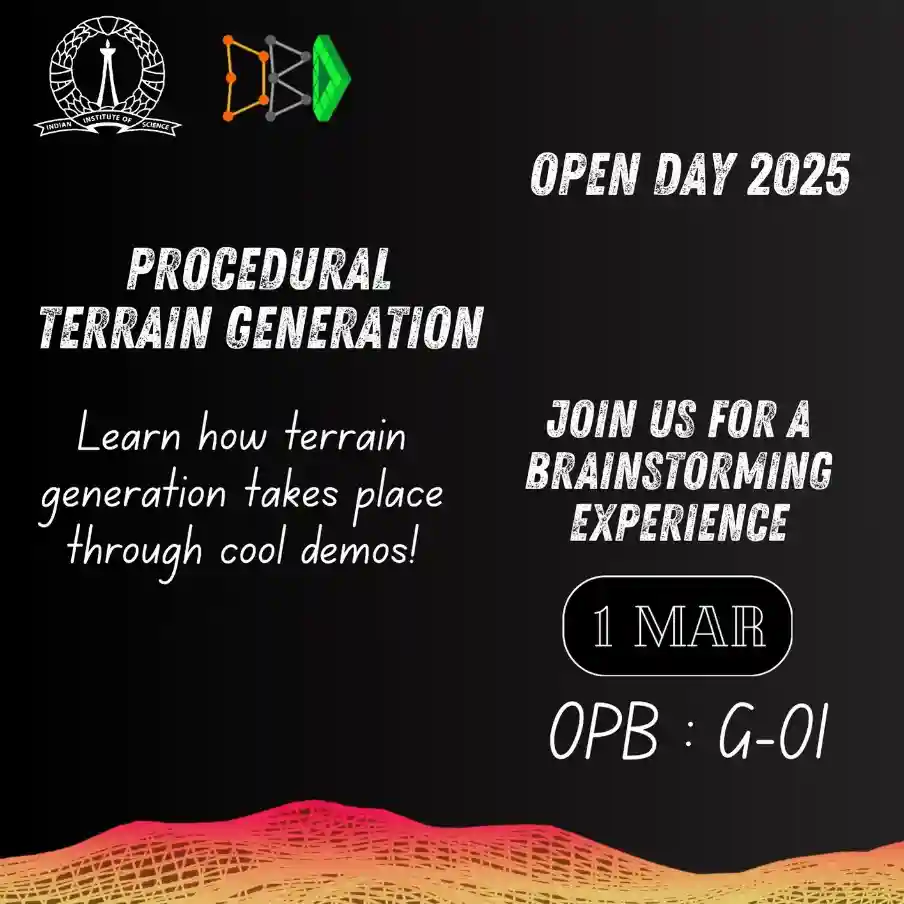 INDIAN INSTITUTE OF SCIENCE
DBD
OPEN DAY 2025
PROCEDURAL
TERRAIN GENERATION
Learn how terrain
generation takes place
through cool demos!
JOIN US FOR A
BRAINSTORMING
EXPERIENCE
1 MAR
OPB : G-01